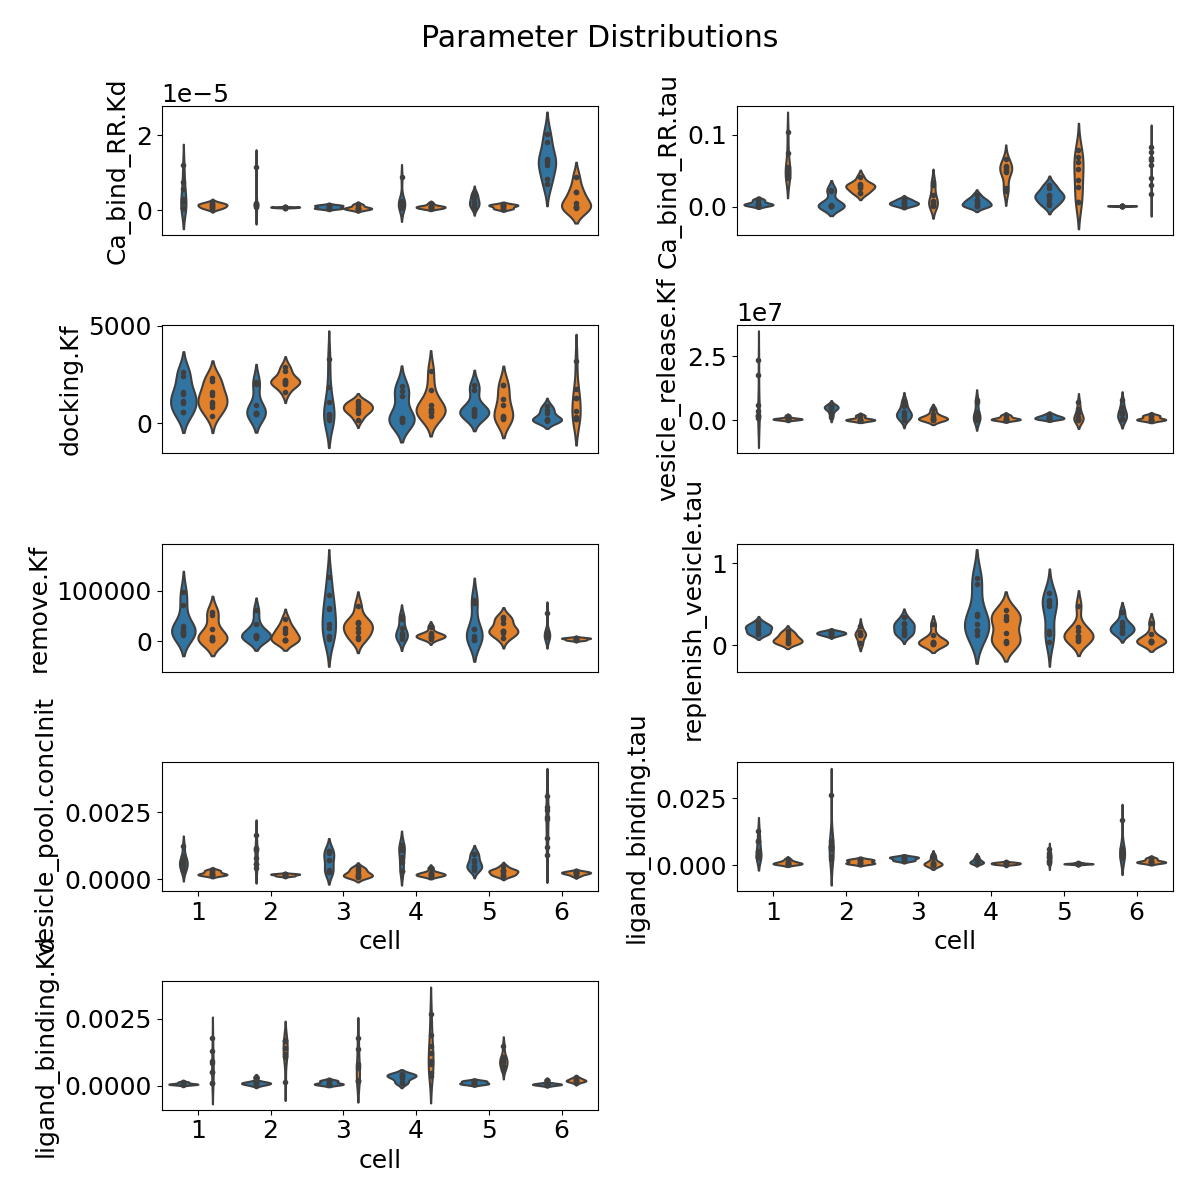 Parameter Distributions
1e−5
Ca_bind_RR.Kd
2
0
Ca_bind_RR.tau
0.1
0.0
docking.Kf
5000
0
1e7
vesicle_release.Kf
2.5
0.0
remove.Kf
100000
0
replenish_vesicle.tau
1
0
vesicle_pool.concInit
0.0025
0.0000
1 2 3 4 5 6
cell
ligand_binding.tau
0.025
0.000
1 2 3 4 5 6
cell
ligand_binding.Kd
0.0025
0.0000
1 2 3 4 5 6
cell